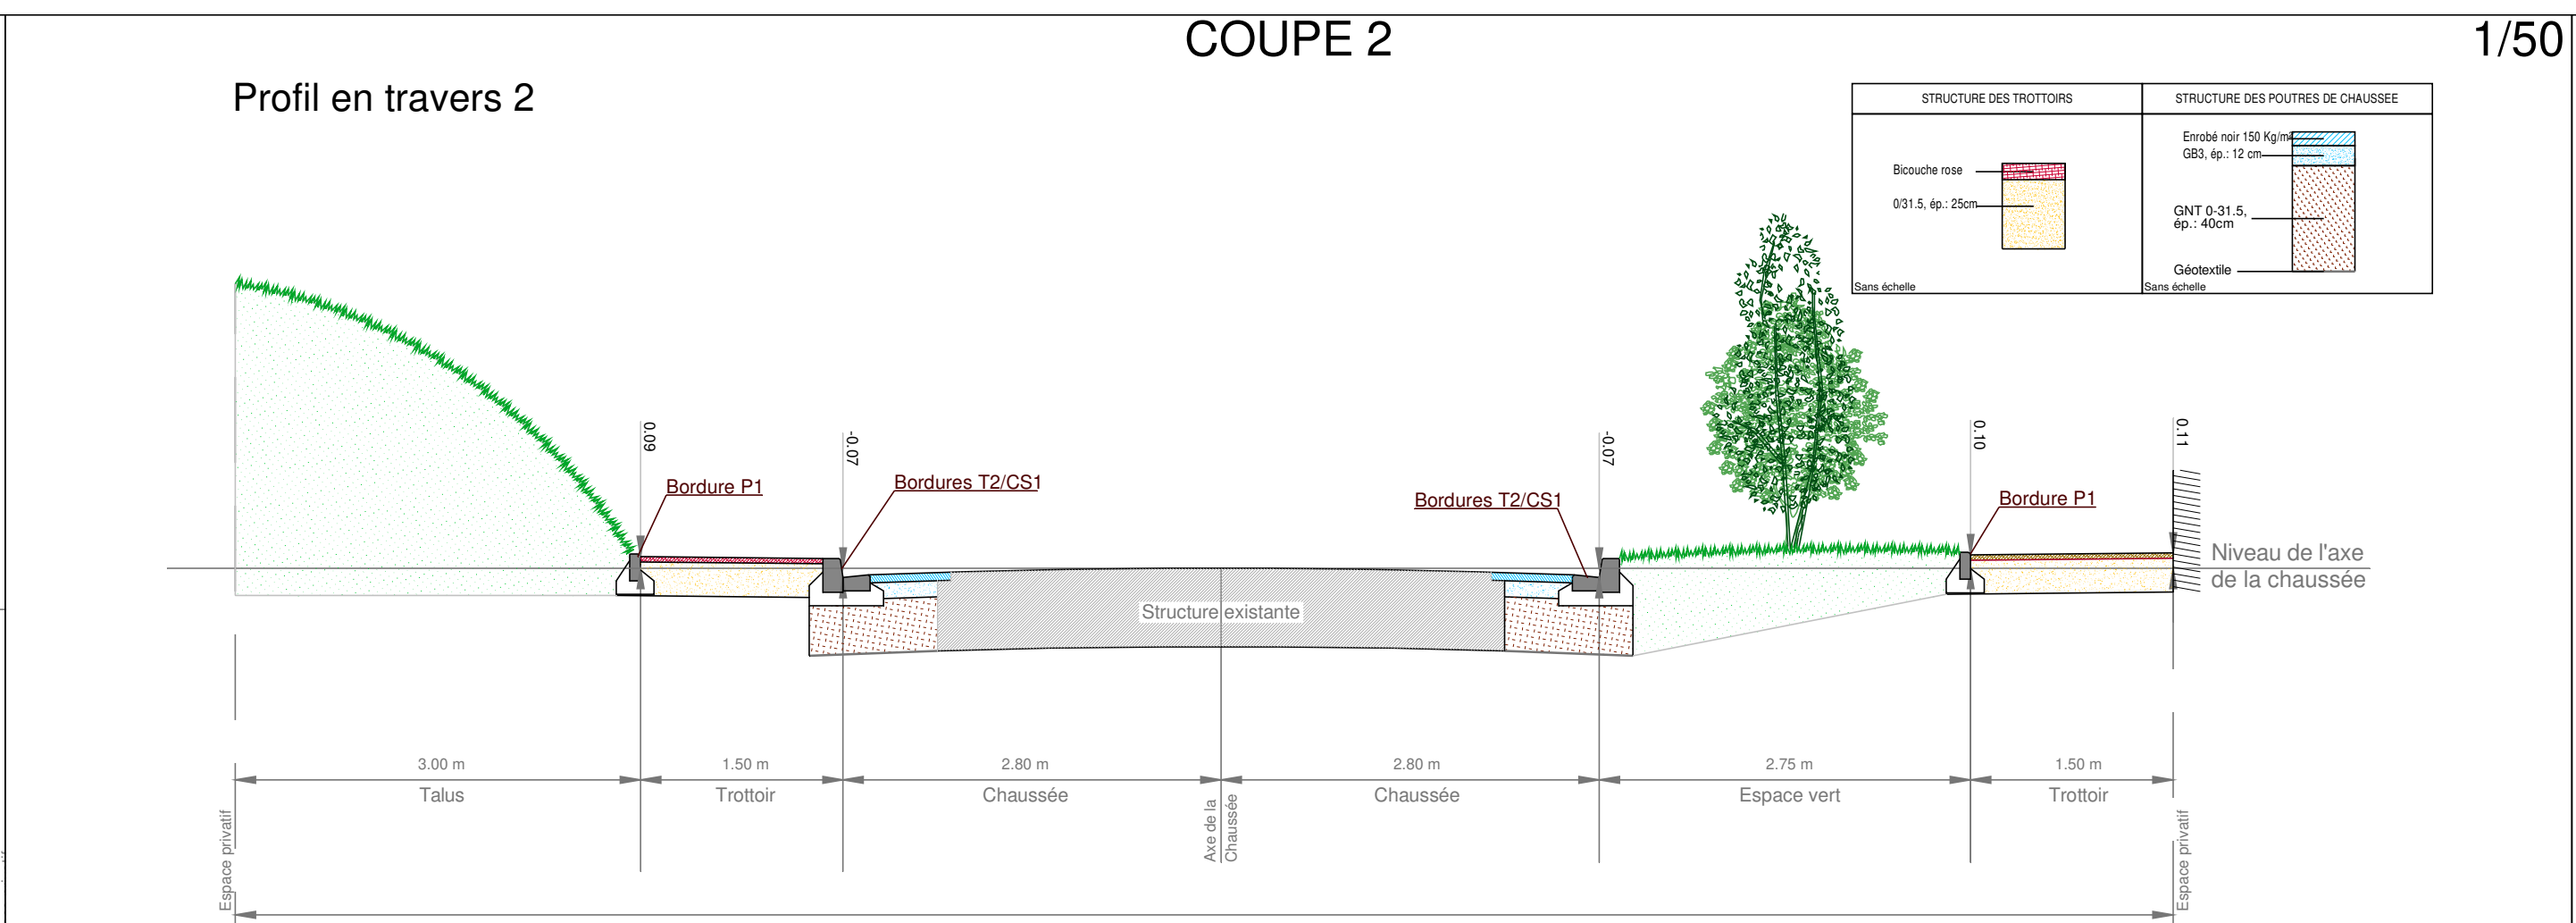 COUPE 2
1/50
Profil en travers 2
STRUCTURE DES TROTTOIRS
STRUCTURE DES POUTRES DE CHAUSSEE
Bicouche rose
0/31.5, ép.: 25cm
Sans échelle
Enrobé noir 150 Kg/m²
GB3, ép.: 12 cm
GNT 0-31.5,
ép.: 40cm
Géotextile
Sans échelle
0.09
-0.07
-0.07
0.10
0.11
Bordure P1
Bordures T2/CS1
Bordures T2/CS1
Bordure P1
Niveau de l'axe
de la chaussée
Structure existante
3.00 m
1.50 m
2.80 m
2.80 m
2.75 m
1.50 m
Talus
Trottoir
Chaussée
Chaussée
Espace vert
Trottoir
Espace privatif
Axe de la
Chaussée
Espace privatif